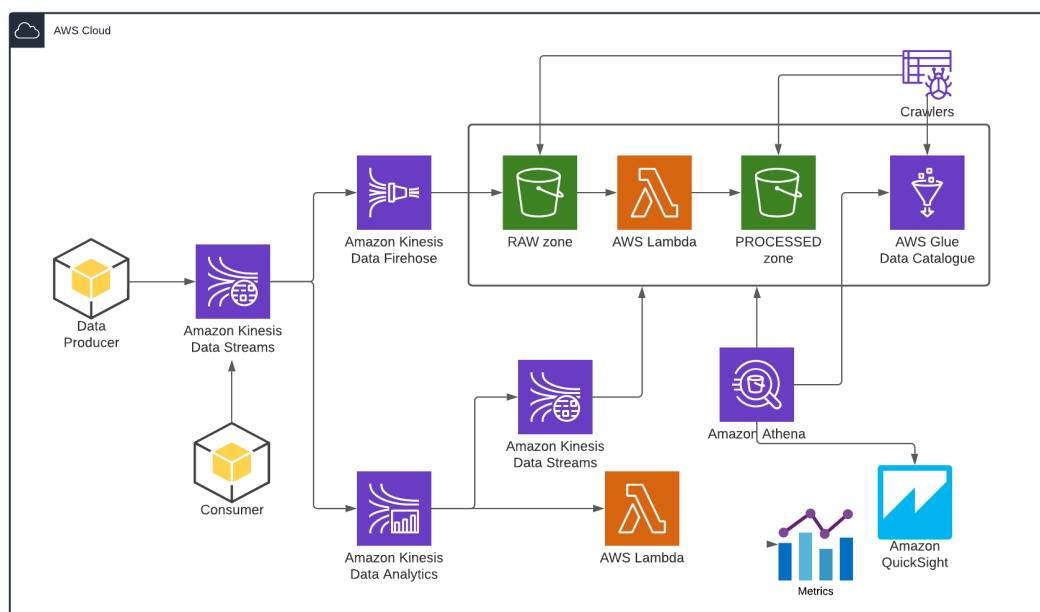 AWS Cloud
Crawlers
Amazon Kinesis
Data Firehose
RAW zone
AWS Lambda
PROCESSED
zone
AWS Glue
Data Catalogue
Data
Producer
Amazon Kinesis
Data Streams
Amazon Kinesis
Data Streams
Amazon Athena
Consumer
Amazon Kinesis
Data Analytics
AWS Lambda
Amazon
QuickSight
Metrics